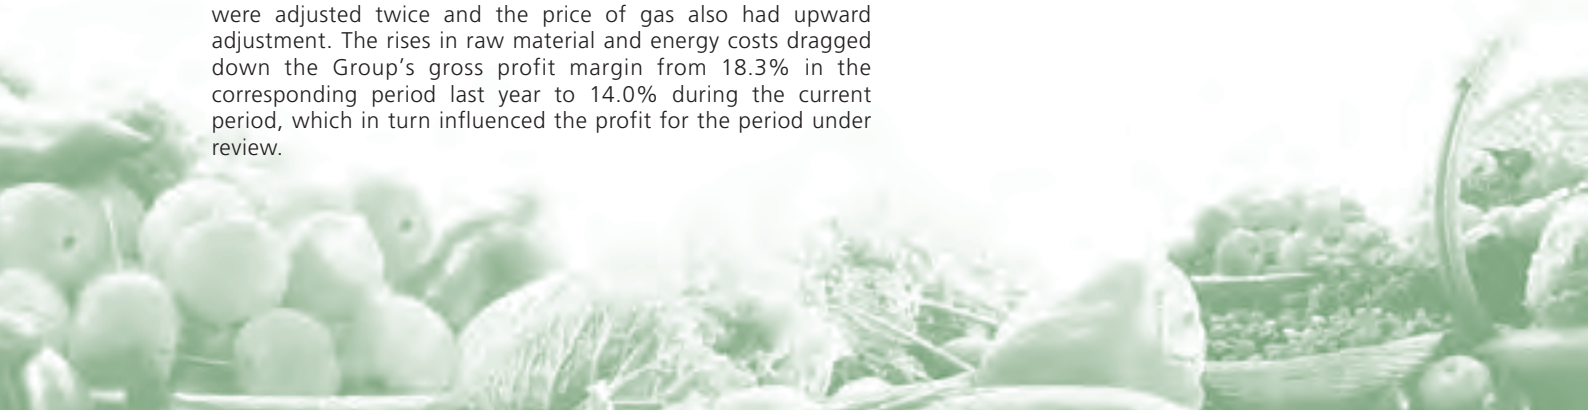 were adjusted twice and the price of gas also had upward
adjustment. The rises in raw material and energy costs dragged
down the Group’s gross profit margin from 18.3% in the
corresponding period last year to 14.0% during the current
period, which in turn influenced the profit for the period under
review.